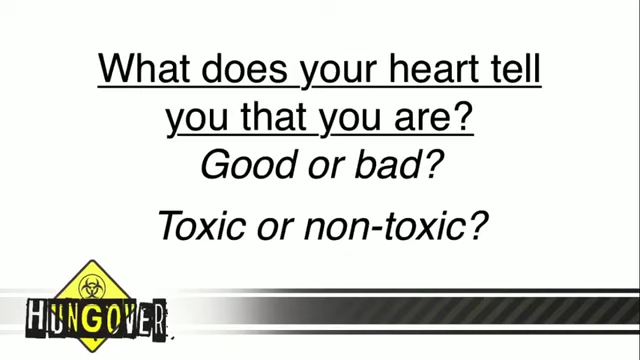 What does your heart tell
you that you are?
Good or bad?
Toxic or non-toxic?
HUNGOVER